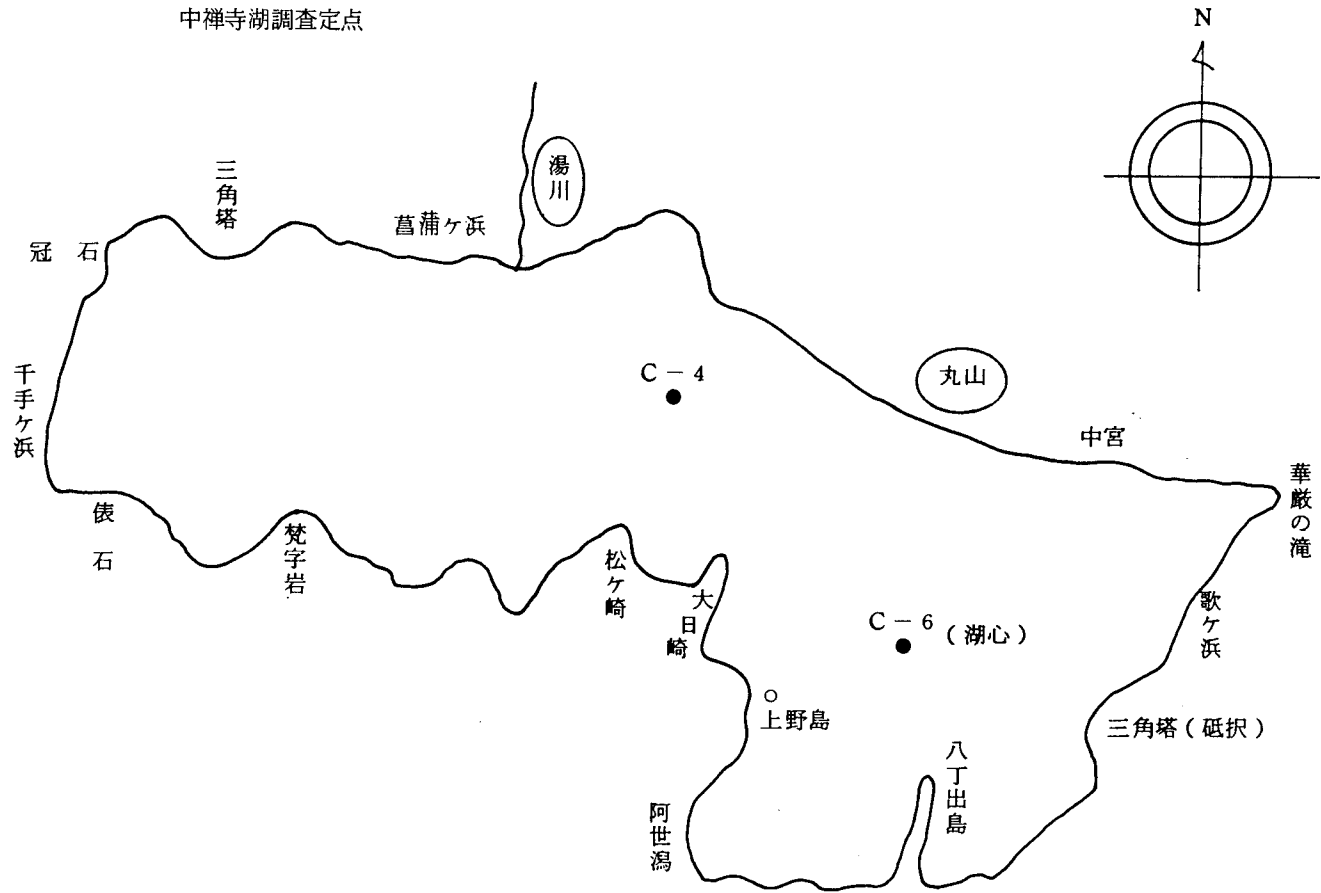 中禅寺湖調査定点
N
湯川
三角塔
菖蒲ヶ浜
冠石
千手ヶ浜
C－4
丸山
中宮
華厳の滝
俵石
梵字岩
松ヶ崎
大日崎
C－6（湖心）
歌ヶ浜
上野島
三角塔（砥択）
八丁出島
阿世潟